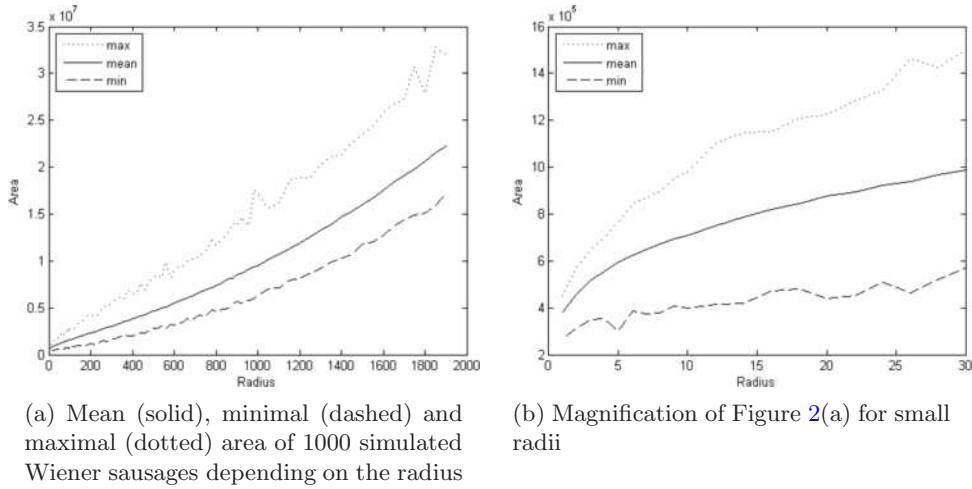 x 10^7
3.5
3
2.5
2
1.5
1
0.5
0
Area
max
mean
min
0 200 400 600 800 1000 1200 1400 1600 1800 2000
Radius
x 10^5
16
14
12
10
8
6
4
2
Area
max
mean
min
0 5 10 15 20 25 30
Radius
(a) Mean (solid), minimal (dashed) and
maximal (dotted) area of 1000 simulated
Wiener sausages depending on the radius
(b) Magnification of Figure 2(a) for small
radii